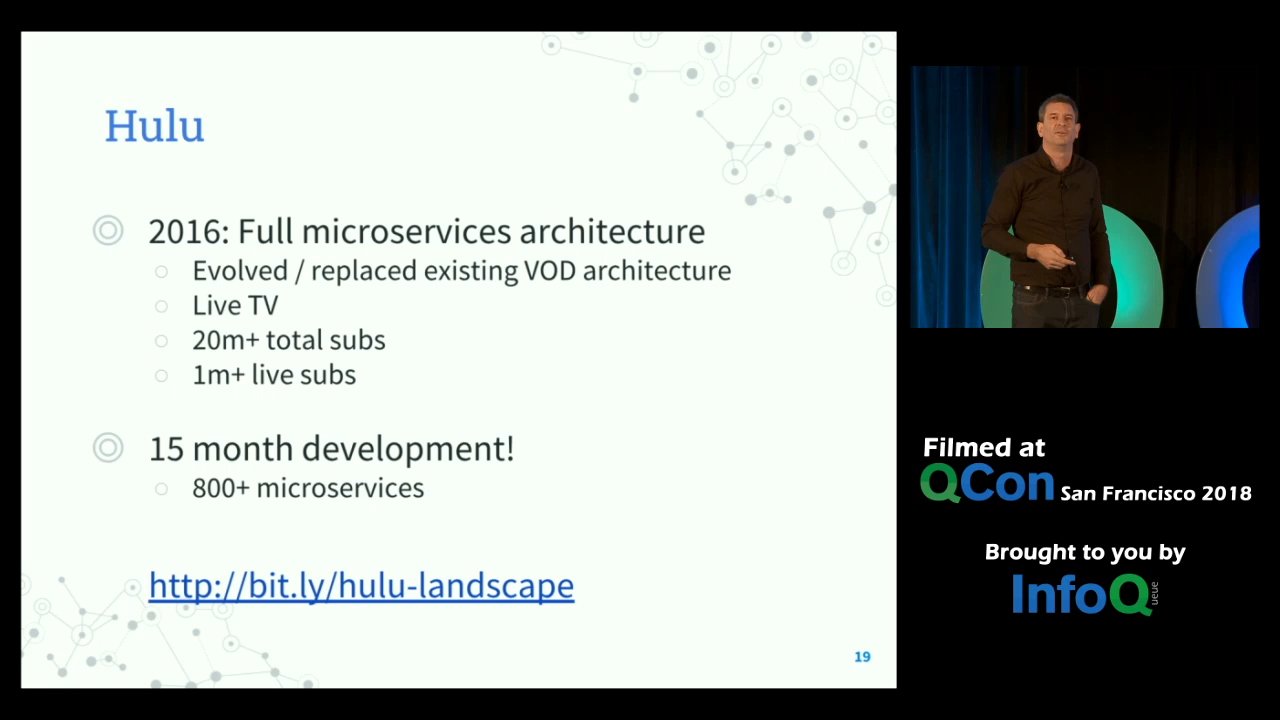 Hulu
2016: Full microservices architecture
Evolved / replaced existing VOD architecture
Live TV
20m+ total subs
1m+ live subs
15 month development!
800+ microservices
http://bit.ly/hulu-landscape
19
Filmed at
QCon San Francisco 2018
Brought to you by
InfoQueue